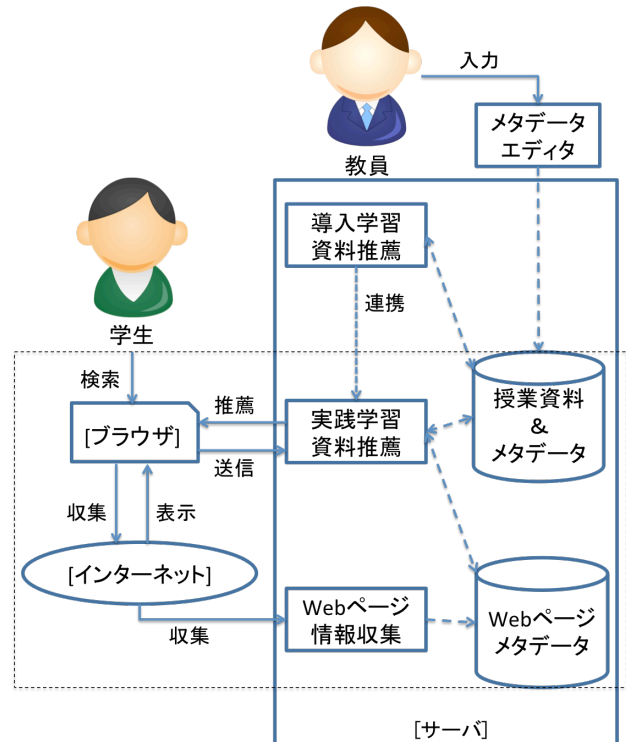 入力
メタデータ
エディタ
教員
導入学習
資料推薦
学生
連携
検索
授業資料
&
メタデータ
推薦
実践学習
資料推薦
[ブラウザ]
送信
収集
表示
[インターネット]
Webページ
情報収集
Webページ
メタデータ
収集
[サーバ]